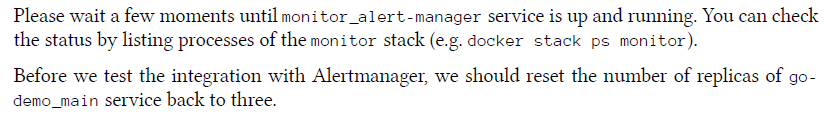 Please wait a few moments until monitor_alert-manager service is up and running. You can check
the status by listing processes of the monitor stack (e.g. docker stack ps monitor).
Before we test the integration with Alertmanager, we should reset the number of replicas of go-
demo_main service back to three.